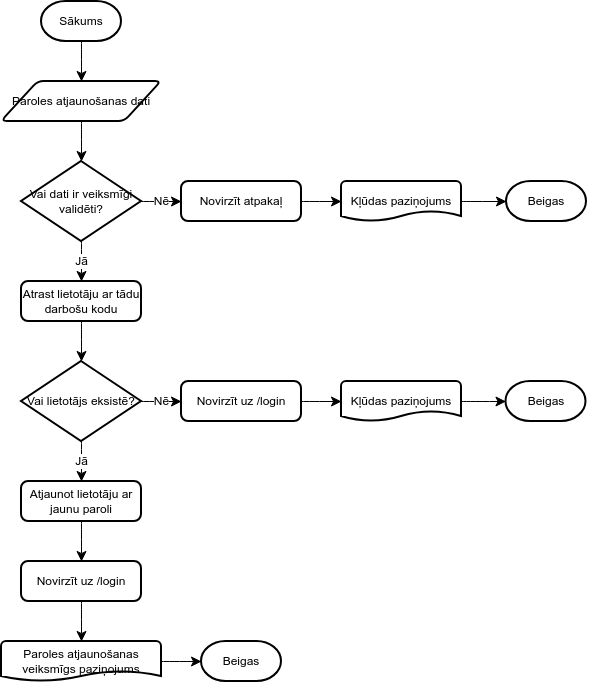 Sākums
Paroles atjaunošanas dati
Vai dati ir veiksmīgi
validēti?
Nē
Novirzīt atpakaļ
Kļūdas paziņojums
Beigas
Jā
Atrast lietotāju ar tādu
darbošu kodu
Vai lietotājs eksistē?
Nē
Novirzīt uz /login
Kļūdas paziņojums
Beigas
Jā
Atjaunot lietotāju ar
jaunu paroli
Novirzīt uz /login
Paroles atjaunošanas
veiksmīgs paziņojums
Beigas